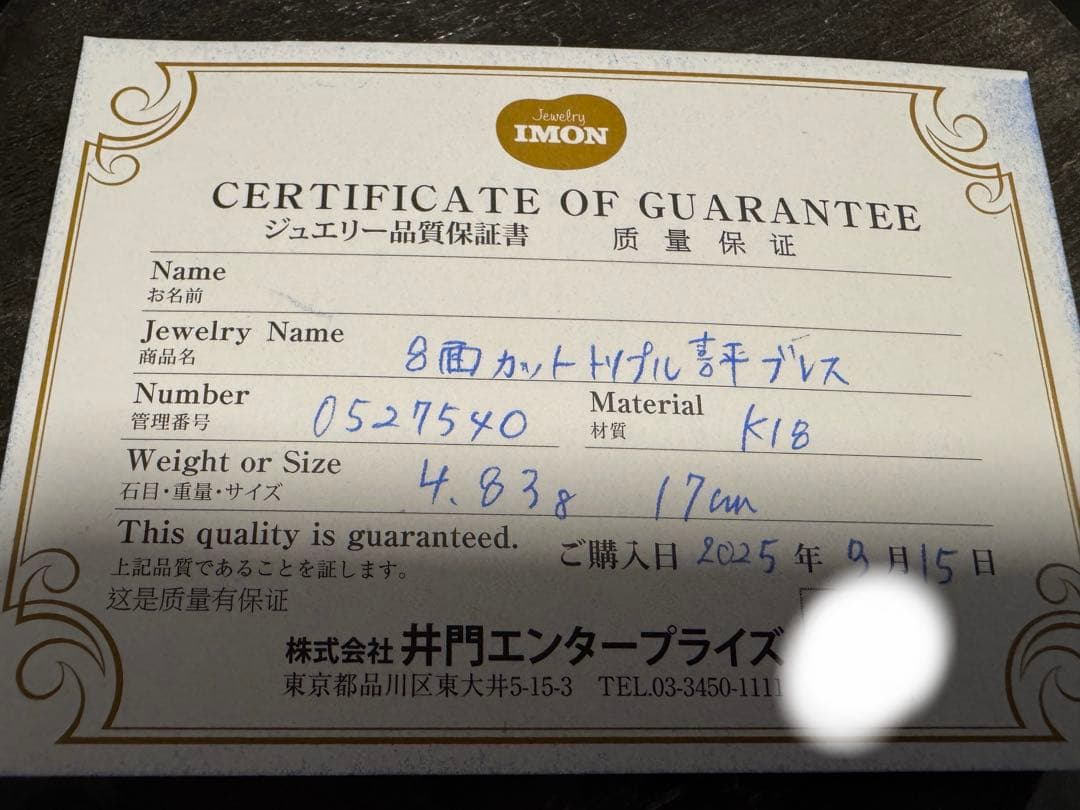 Jewelry
IMON
CERTIFICATE OF GUARANTEE
ジュエリー品質保証書 质量保证
Name
お名前
Jewelry Name
商品名 8面カットトリプル喜平ブレス
Number
管理番号 0527540
Material
材質 K18
Weight or Size
石目・重量・サイズ 4.83g 17cm
This quality is guaranteed.
上記品質であることを証します。
这是质量有保证
ご購入日 2025年9月15日
株式会社 井門エンタープライズ
東京都品川区東大井5-15-3 TEL.03-3450-1111